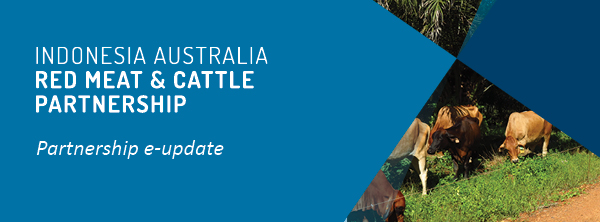 INDONESIA AUSTRALIA
RED MEAT & CATTLE
PARTNERSHIP
Partnership e-update